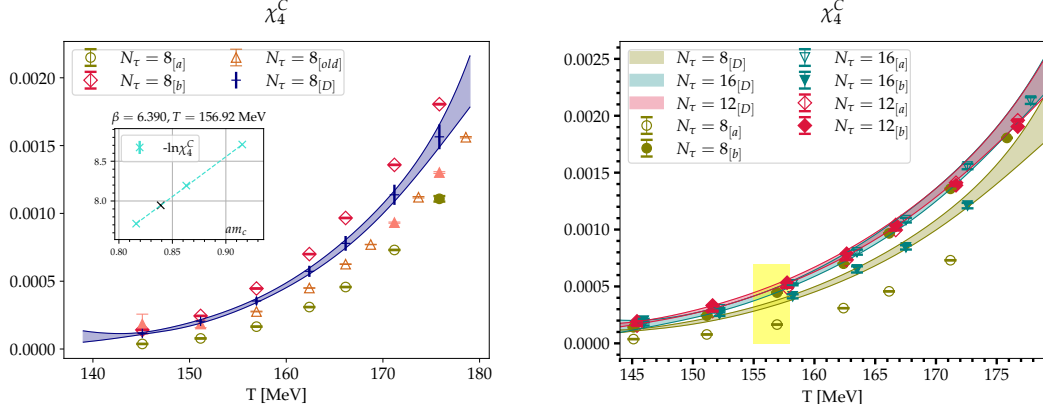 χ₄ᶜ
N_τ = 8_[a]
N_τ = 8_[b]
N_τ = 8_[old]
N_τ = 8_[D]
β = 6.390, T = 156.92 MeV
-lnχ₄ᶜ
8.5
8.0
am_c
0.80 0.85 0.90
0.0020
0.0015
0.0010
0.0005
0.0000
140 150 160 170 180
T [MeV]
χ₄ᶜ
N_τ = 8_[D]
N_τ = 16_[D]
N_τ = 12_[D]
N_τ = 8_[a]
N_τ = 8_[b]
N_τ = 16_[a]
N_τ = 16_[b]
N_τ = 12_[a]
N_τ = 12_[b]
0.0025
0.0020
0.0015
0.0010
0.0005
0.0000
145 150 155 160 165 170 175
T [MeV]